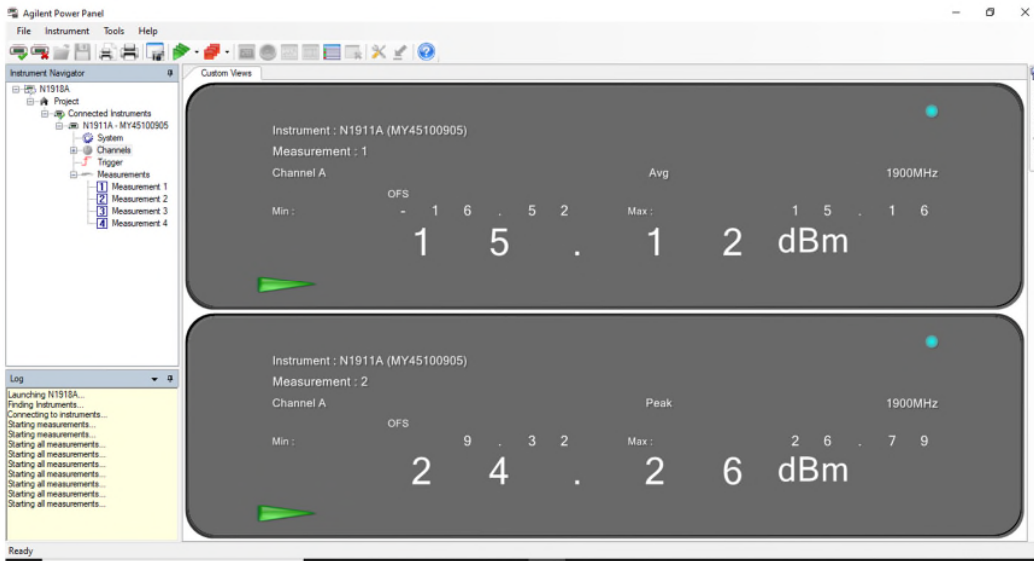 Agilent Power Panel
File Instrument Tools Help
Instrument Navigator
N1918A
Project
Connected Instruments
N1911A - MY45100905
System
Channels
Trigger
Measurements
1 Measurement 1
2 Measurement 2
3 Measurement 3
4 Measurement 4
Log
Launching N1918A...
Finding Instruments...
Connecting to instruments...
Starting measurements...
Starting measurements...
Starting all measurements...
Starting all measurements...
Starting all measurements...
Starting all measurements...
Starting all measurements...
Starting all measurements...
Starting all measurements...
Ready
Custom Views
Instrument : N1911A (MY45100905)
Measurement : 1
Channel A Avg 1900MHz
OFS
Min : -16.52 Max : 15.16
15.12 dBm
Instrument : N1911A (MY45100905)
Measurement : 2
Channel A Peak 1900MHz
OFS
Min : 9.32 Max : 26.79
24.26 dBm